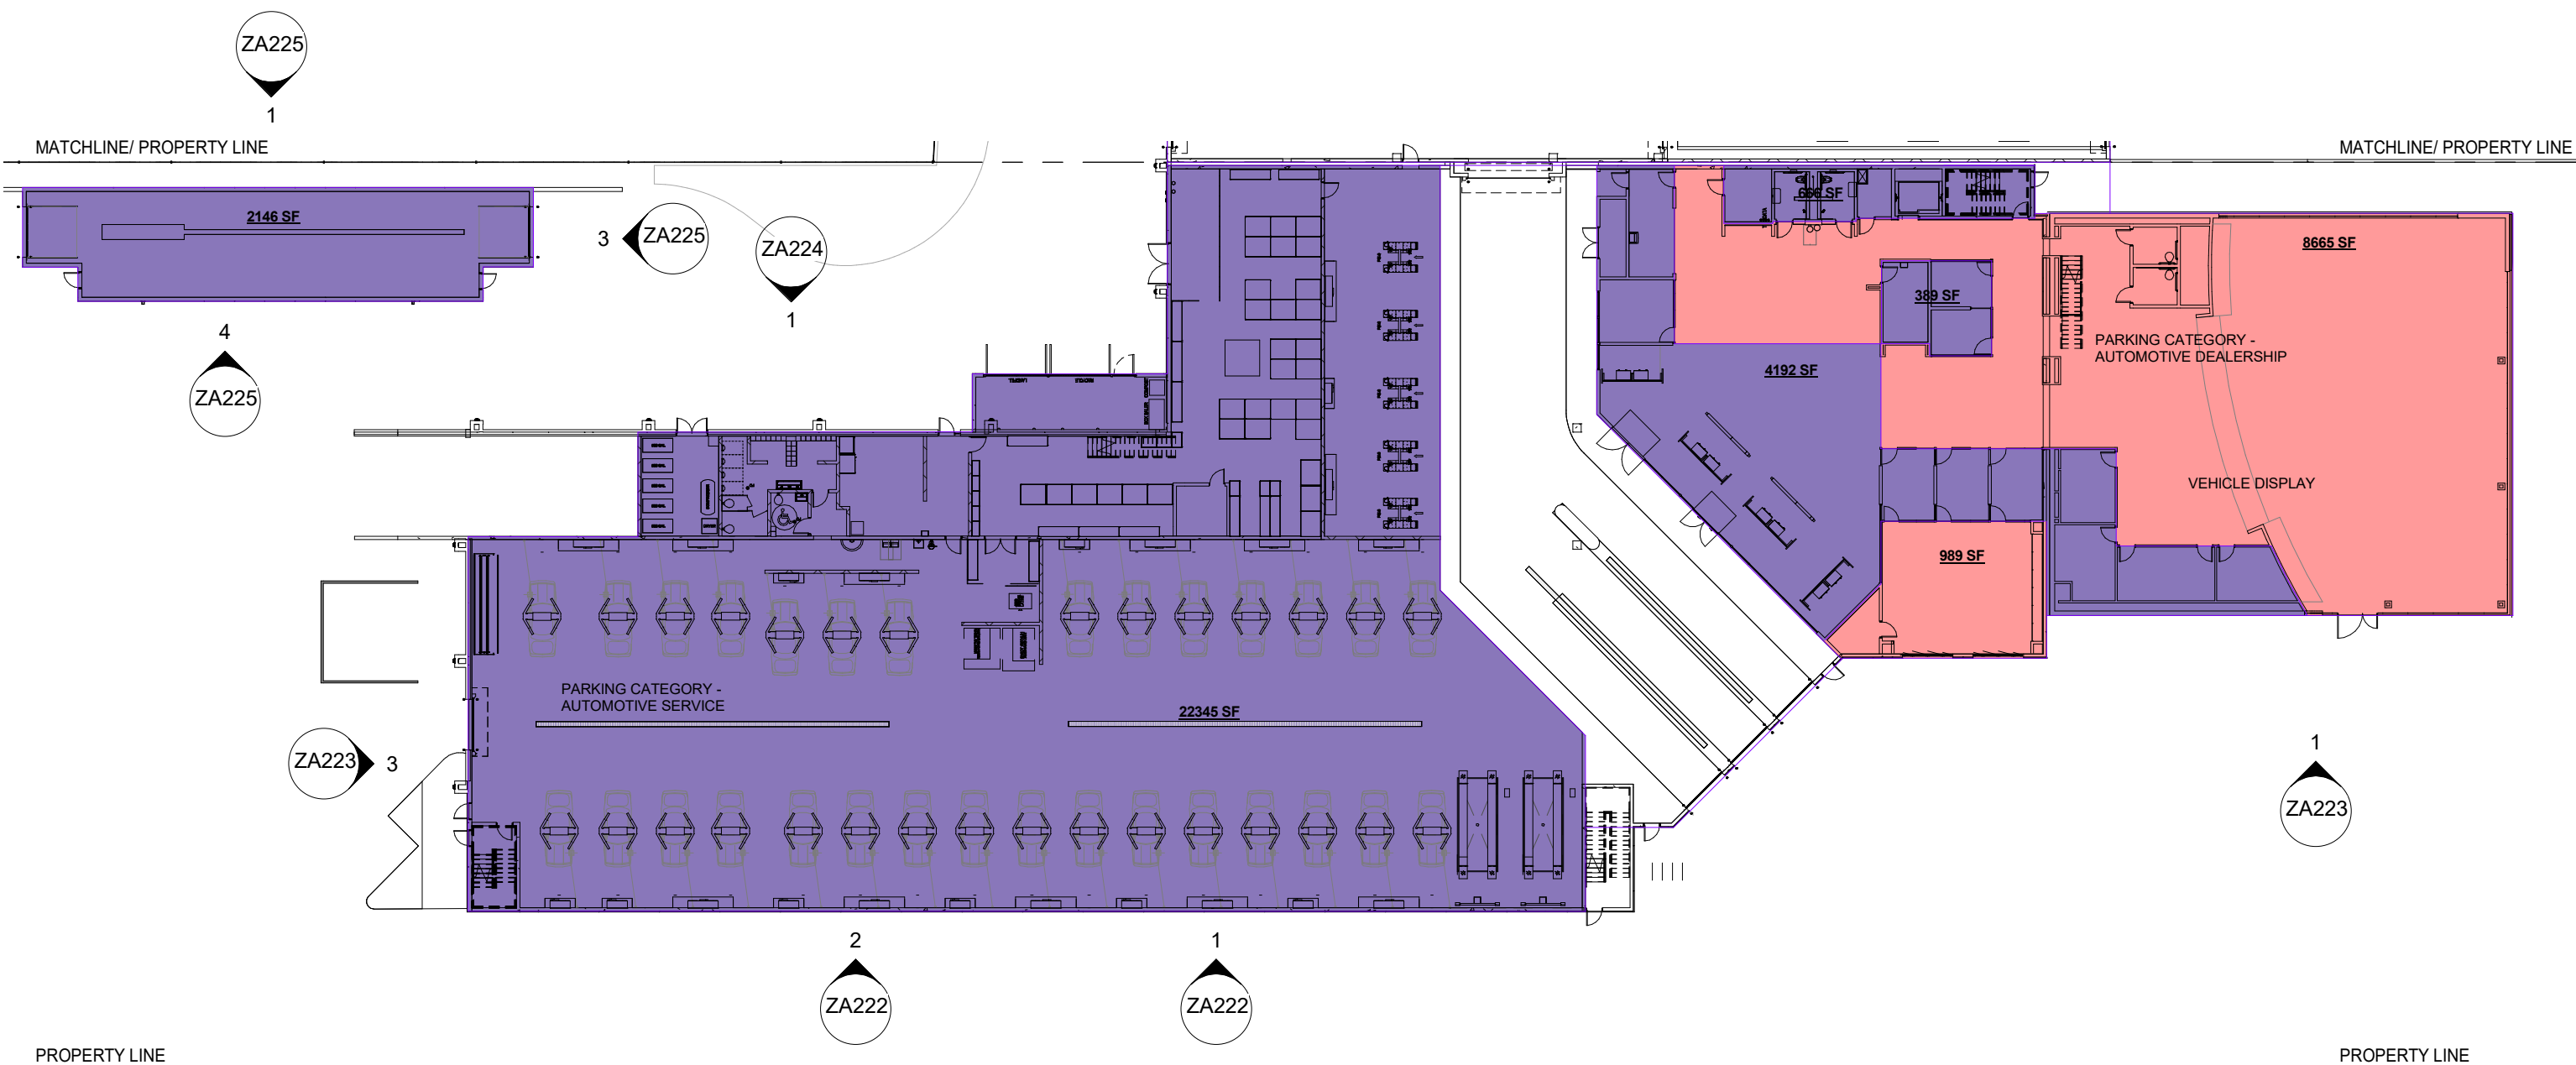 ZA225
1
MATCHLINE/ PROPERTY LINE
MATCHLINE/ PROPERTY LINE
2146 SF
3
ZA225
ZA224
1
666 SF
8665 SF
389 SF
4
ZA225
PARKING CATEGORY -
AUTOMOTIVE DEALERSHIP
4192 SF
VEHICLE DISPLAY
989 SF
PARKING CATEGORY -
AUTOMOTIVE SERVICE
22345 SF
ZA223
3
1
ZA223
2
ZA222
1
ZA222
PROPERTY LINE
PROPERTY LINE